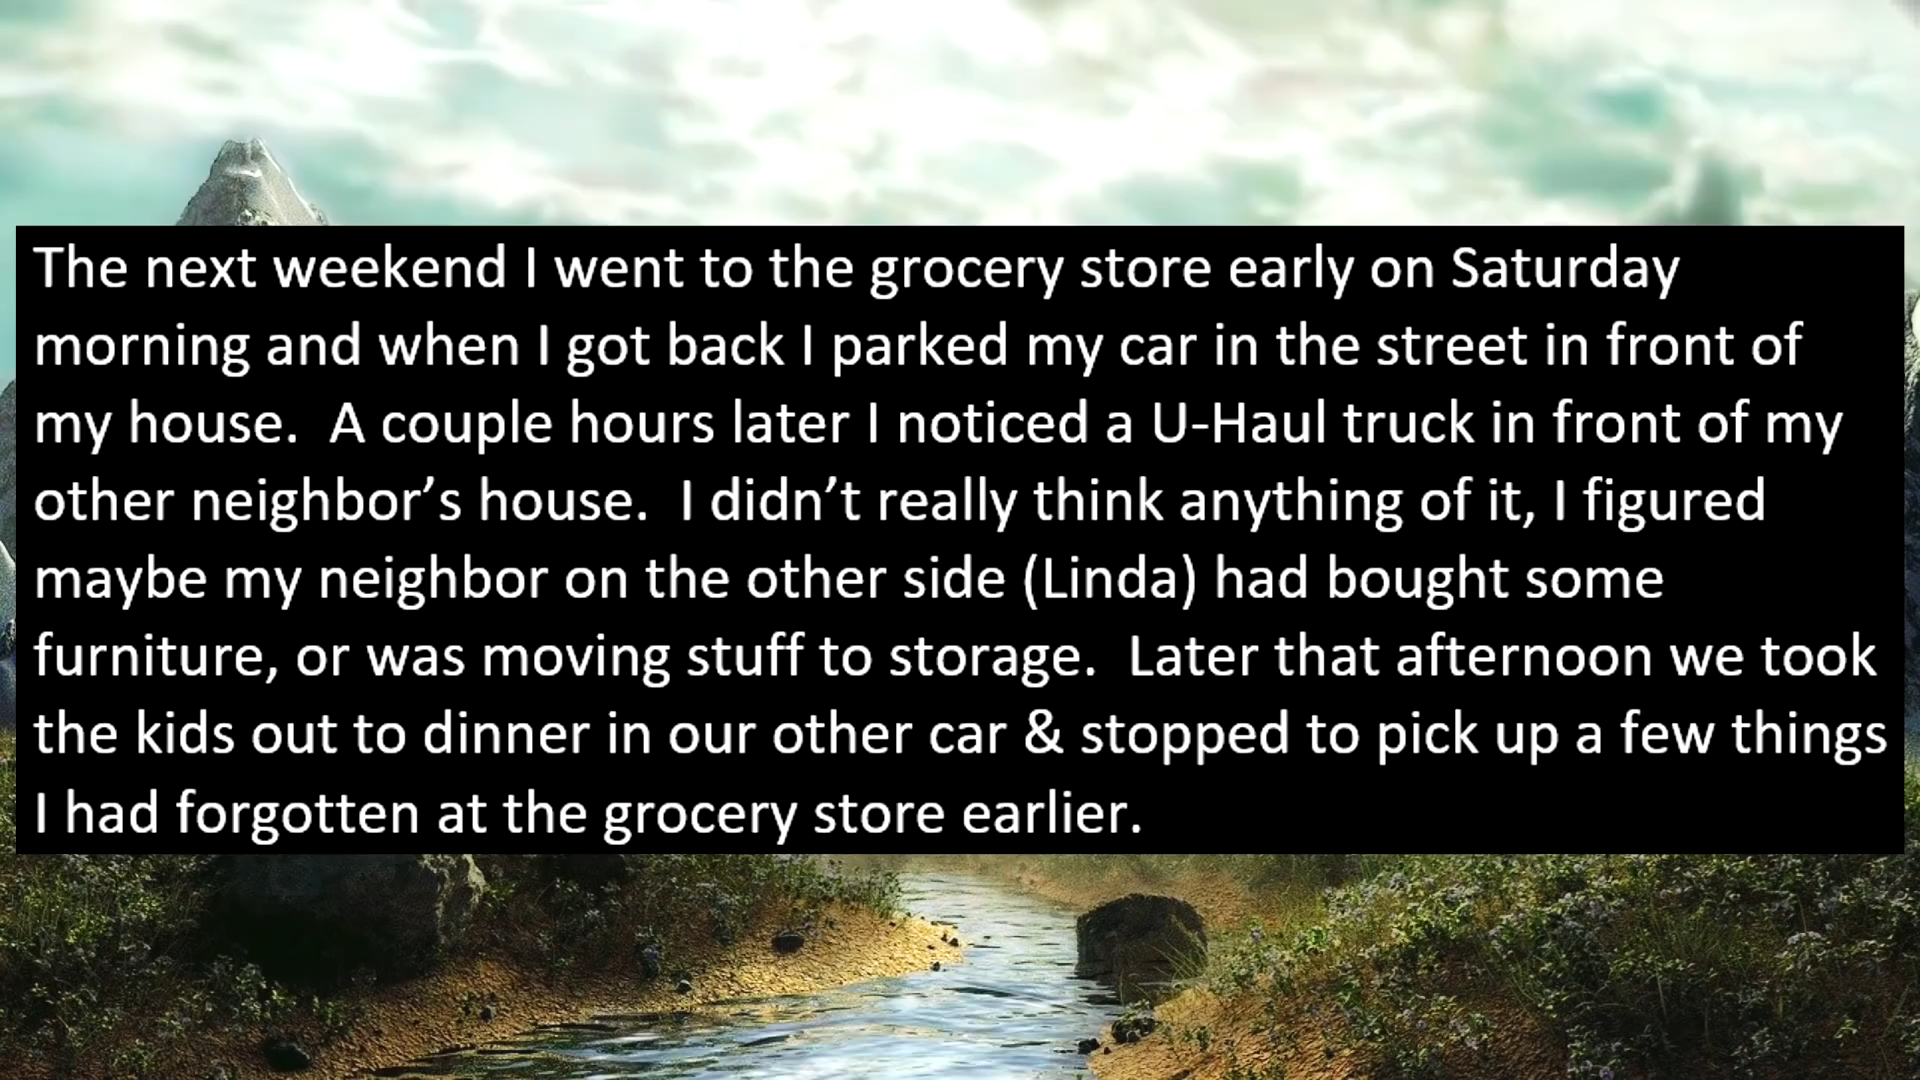 The next weekend I went to the grocery store early on Saturday
morning and when I got back I parked my car in the street in front of
my house.  A couple hours later I noticed a U-Haul truck in front of my
other neighbor’s house.  I didn’t really think anything of it, I figured
maybe my neighbor on the other side (Linda) had bought some
furniture, or was moving stuff to storage.  Later that afternoon we took
the kids out to dinner in our other car & stopped to pick up a few things
I had forgotten at the grocery store earlier.